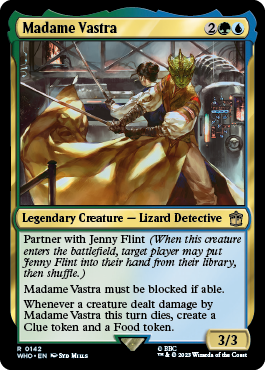 Madame Vastra 2
Legendary Creature — Lizard Detective
Partner with Jenny Flint (When this creature
enters the battlefield, target player may put
Jenny Flint into their hand from their library,
then shuffle.)
Madame Vastra must be blocked if able.
Whenever a creature dealt damage by
Madame Vastra this turn dies, create a
Clue token and a Food token.
3/3
R 0142
WHO • EN Syd Mills
© BBC
™ & © 2023 Wizards of the Coast